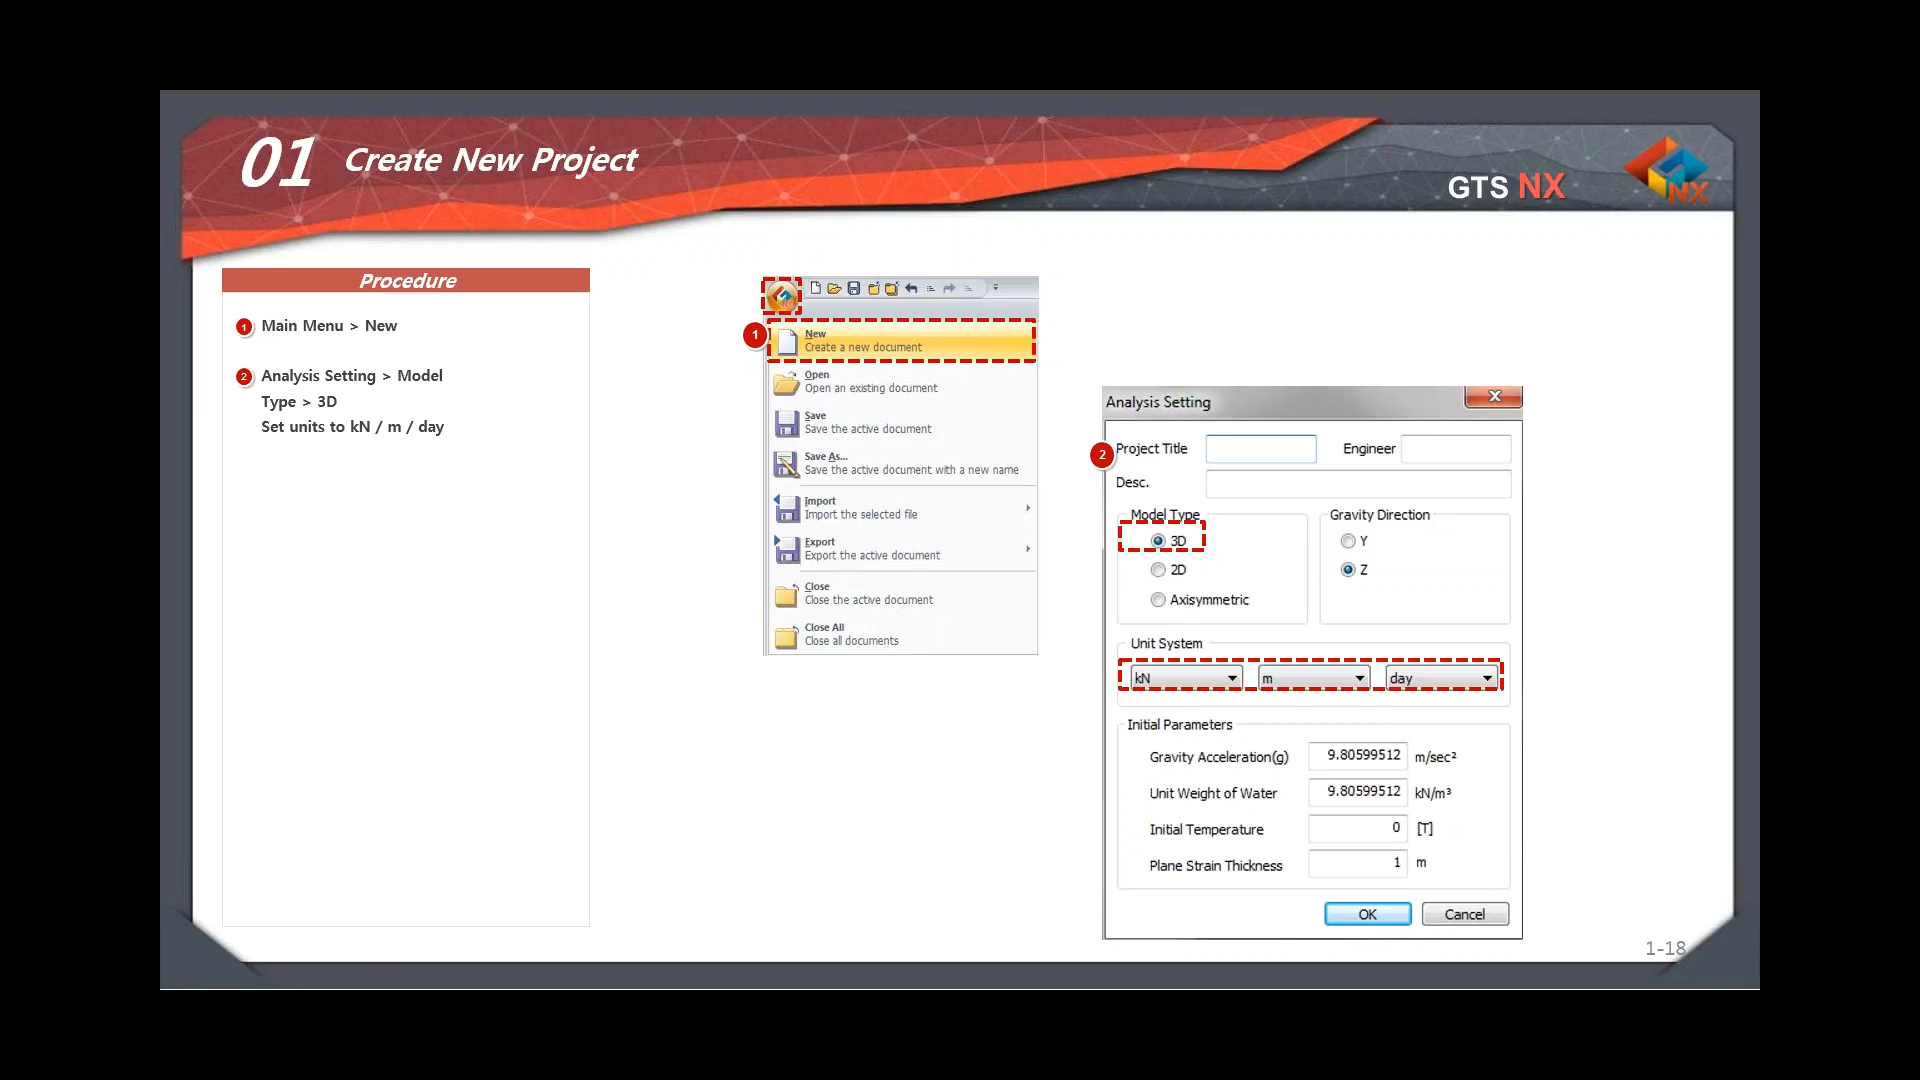 01 Create New Project
GTS NX
NX
Procedure
1 Main Menu > New
2 Analysis Setting > Model
Type > 3D
Set units to kN / m / day
1
New
Create a new document
Open
Open an existing document
Save
Save the active document
Save As...
Save the active document with a new name
Import
Import the selected file
Export
Export the active document
Close
Close the active document
Close All
Close all documents
Analysis Setting
2 Project Title Engineer
Desc.
Model Type Gravity Direction
3D Y
2D Z
Axisymmetric
Unit System
kN m day
Initial Parameters
Gravity Acceleration(g) 9.80599512 m/sec²
Unit Weight of Water 9.80599512 kN/m³
Initial Temperature 0 [T]
Plane Strain Thickness 1 m
OK Cancel
1-18